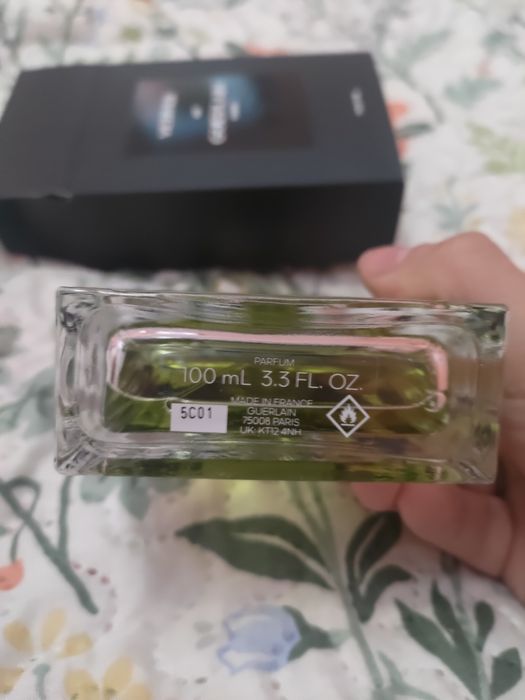 PARFUM
100 mL 3.3 FL. OZ.
MADE IN FRANCE
GUERLAIN
75008 PARIS
UK: KT12 4NH
5C01